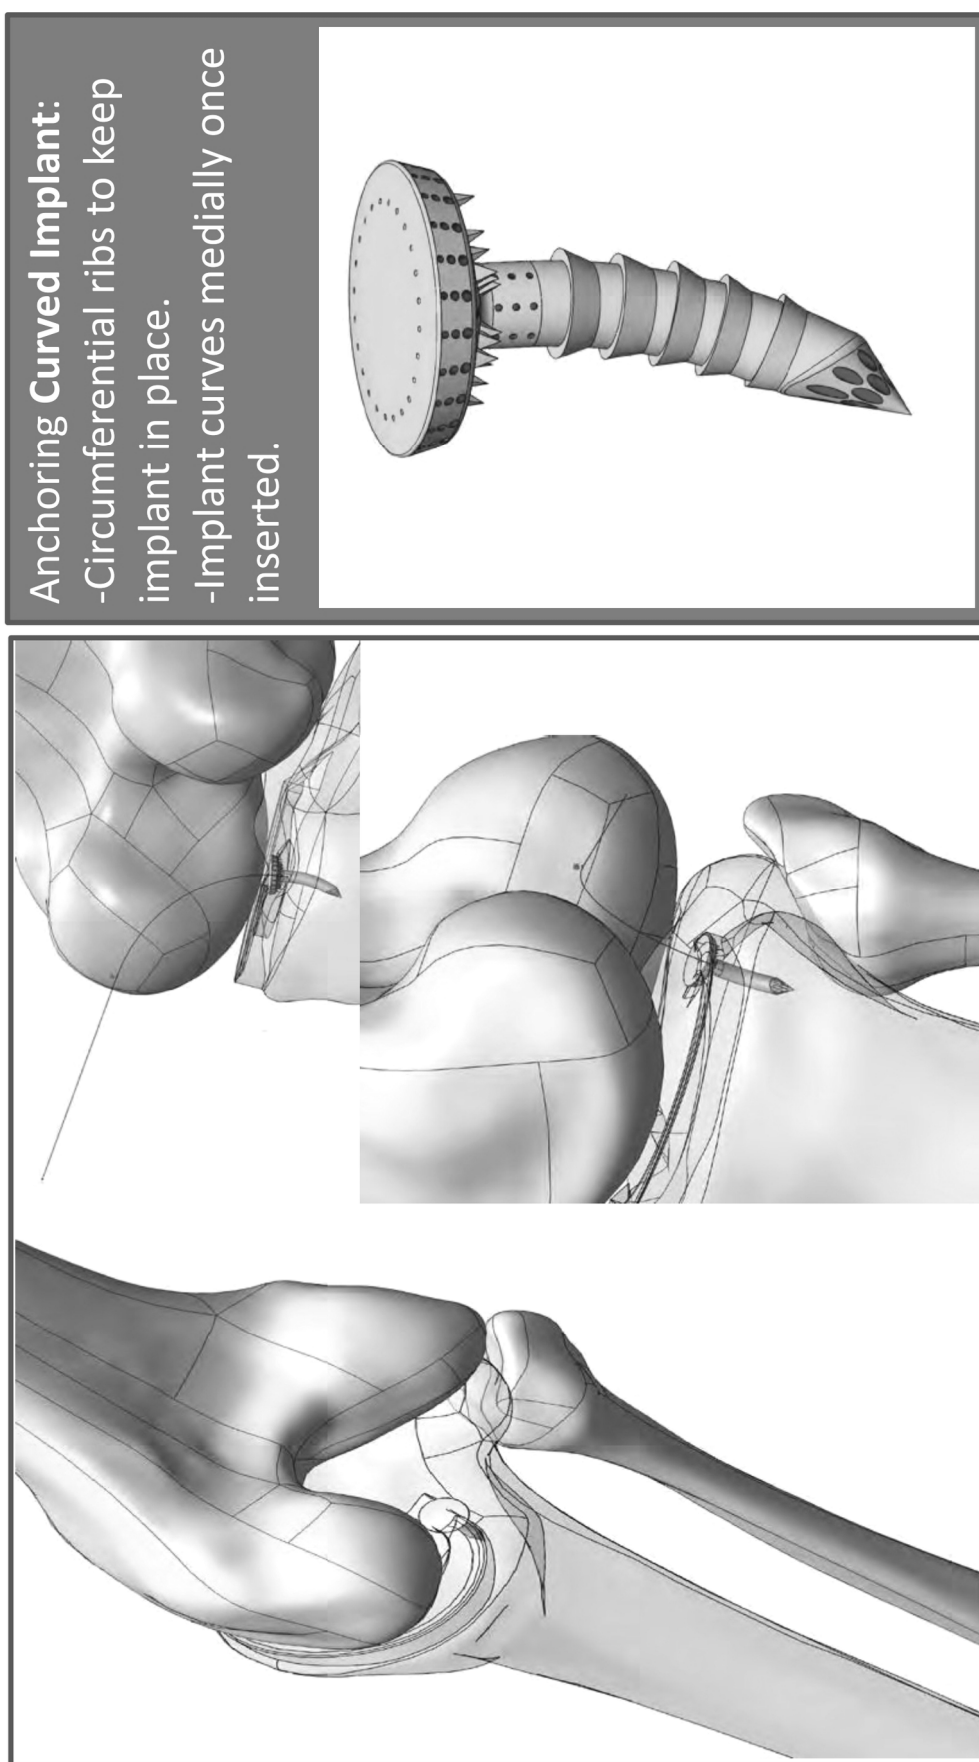 Anchoring Curved Implant:
-Circumferential ribs to keep
implant in place.
-Implant curves medially once
inserted.